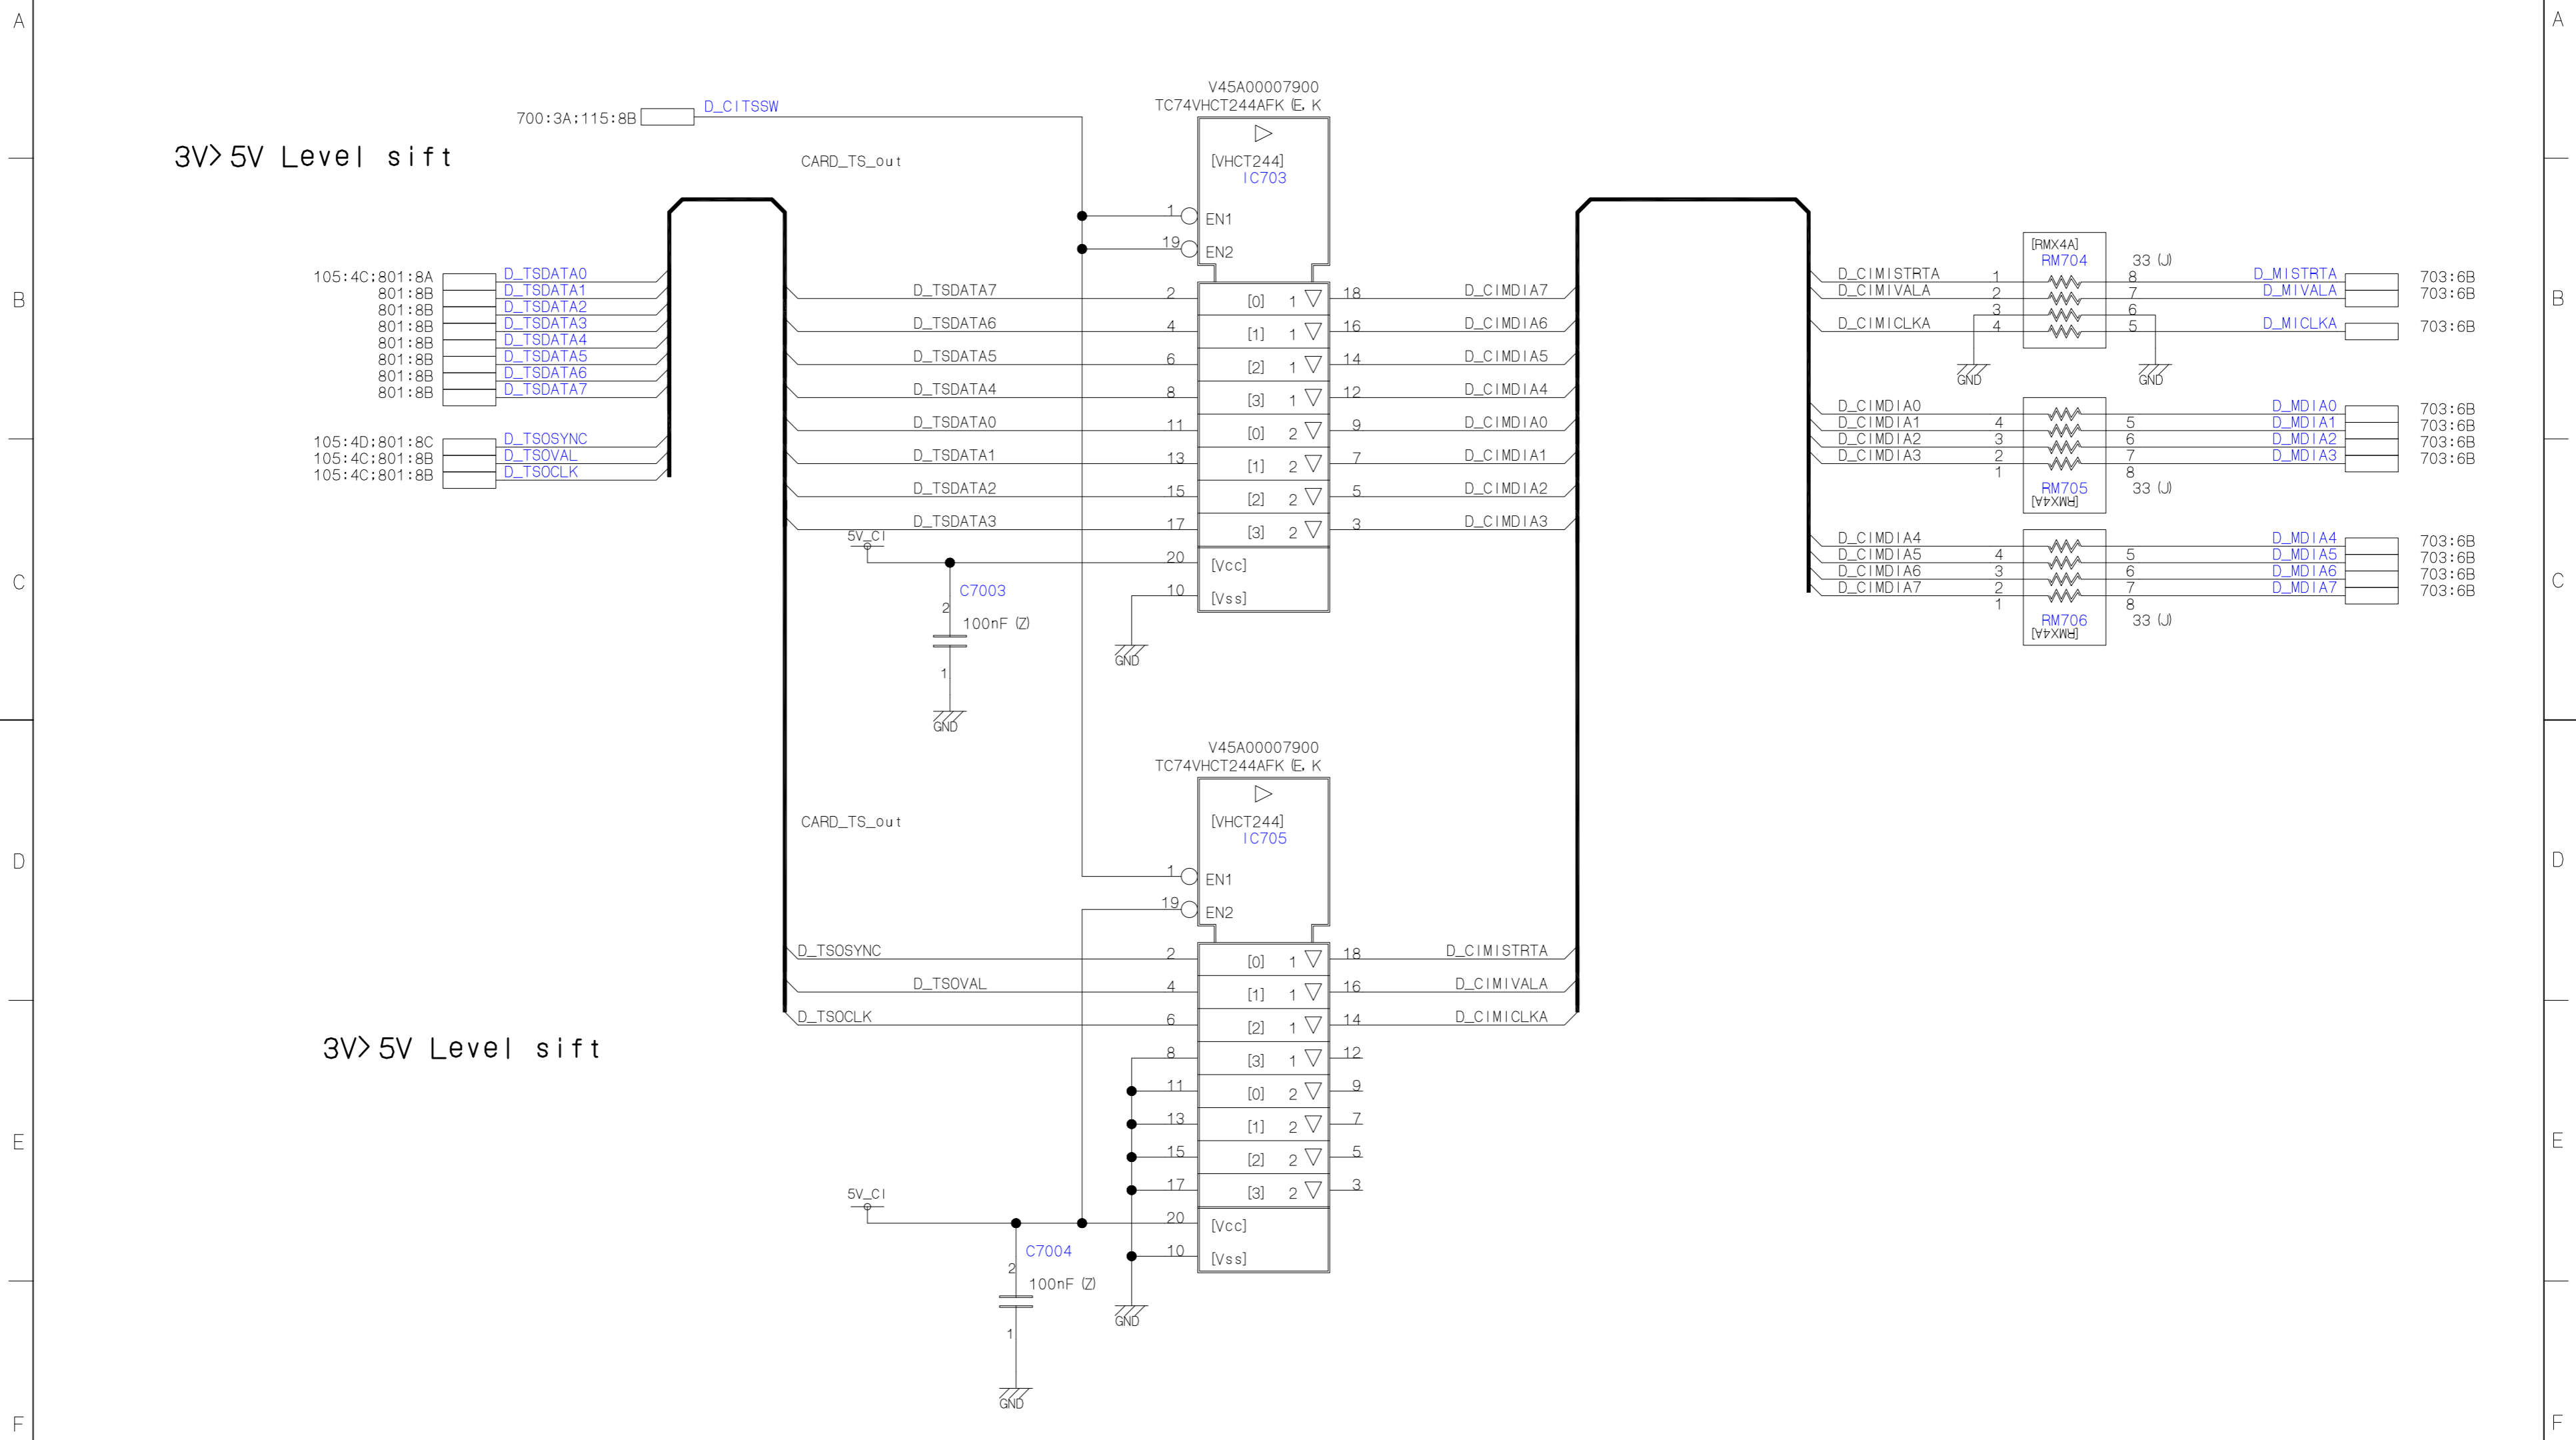 A
A
V45A00007900
TC74VHCT244AFK (E, K
700:3A;115:8B D_CITSSW
3V>5V Level sift
CARD_TS_out
[VHCT244]
IC703
1 EN1
19 EN2
105:4C;801:8A D_TSDATA0
801:8B D_TSDATA1
801:8B D_TSDATA2
801:8B D_TSDATA3
801:8B D_TSDATA4
801:8B D_TSDATA5
801:8B D_TSDATA6
801:8B D_TSDATA7
105:4D;801:8C D_TSOSYNC
105:4C;801:8B D_TSOVAL
105:4C;801:8B D_TSOCLK
B
B
D_TSDATA7 2 [0] 1 18 D_CIMDIA7
D_TSDATA6 4 [1] 1 16 D_CIMDIA6
D_TSDATA5 6 [2] 1 14 D_CIMDIA5
D_TSDATA4 8 [3] 1 12 D_CIMDIA4
D_TSDATA0 11 [0] 2 9 D_CIMDIA0
D_TSDATA1 13 [1] 2 7 D_CIMDIA1
D_TSDATA2 15 [2] 2 5 D_CIMDIA2
D_TSDATA3 17 [3] 2 3 D_CIMDIA3
5V_CI
20 [Vcc]
10 [Vss]
C7003
2
100nF (Z)
1
GND
GND
[RMX4A]
RM704 33 (J)
D_CIMISTRTA 1 8 D_MISTRTA 703:6B
D_CIMIVALA 2 7 D_MIVALA 703:6B
3 6
D_CIMICLKA 4 5 D_MICLKA 703:6B
GND
GND
D_CIMDIA0 D_MDIA0 703:6B
D_CIMDIA1 4 5 D_MDIA1 703:6B
D_CIMDIA2 3 6 D_MDIA2 703:6B
D_CIMDIA3 2 7 D_MDIA3 703:6B
1 8
RM705 33 (J)
[RMX4A]
D_CIMDIA4 D_MDIA4 703:6B
D_CIMDIA5 4 5 D_MDIA5 703:6B
D_CIMDIA6 3 6 D_MDIA6 703:6B
D_CIMDIA7 2 7 D_MDIA7 703:6B
1 8
RM706 33 (J)
[RMX4A]
C
C
V45A00007900
TC74VHCT244AFK (E, K
CARD_TS_out
[VHCT244]
IC705
D
D
1 EN1
19 EN2
D_TSOSYNC 2 [0] 1 18 D_CIMISTRTA
D_TSOVAL 4 [1] 1 16 D_CIMIVALA
D_TSOCLK 6 [2] 1 14 D_CIMICLKA
3V>5V Level sift
8 [3] 1 12
11 [0] 2 9
13 [1] 2 7
15 [2] 2 5
17 [3] 2 3
E
E
5V_CI
20 [Vcc]
10 [Vss]
C7004
2
100nF (Z)
1
GND
GND
F
F